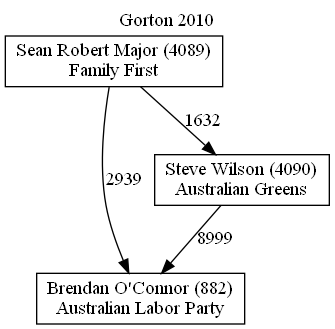 Gorton 2010
Sean Robert Major (4089)
Family First
1632
2939
Steve Wilson (4090)
Australian Greens
8999
Brendan O'Connor (882)
Australian Labor Party